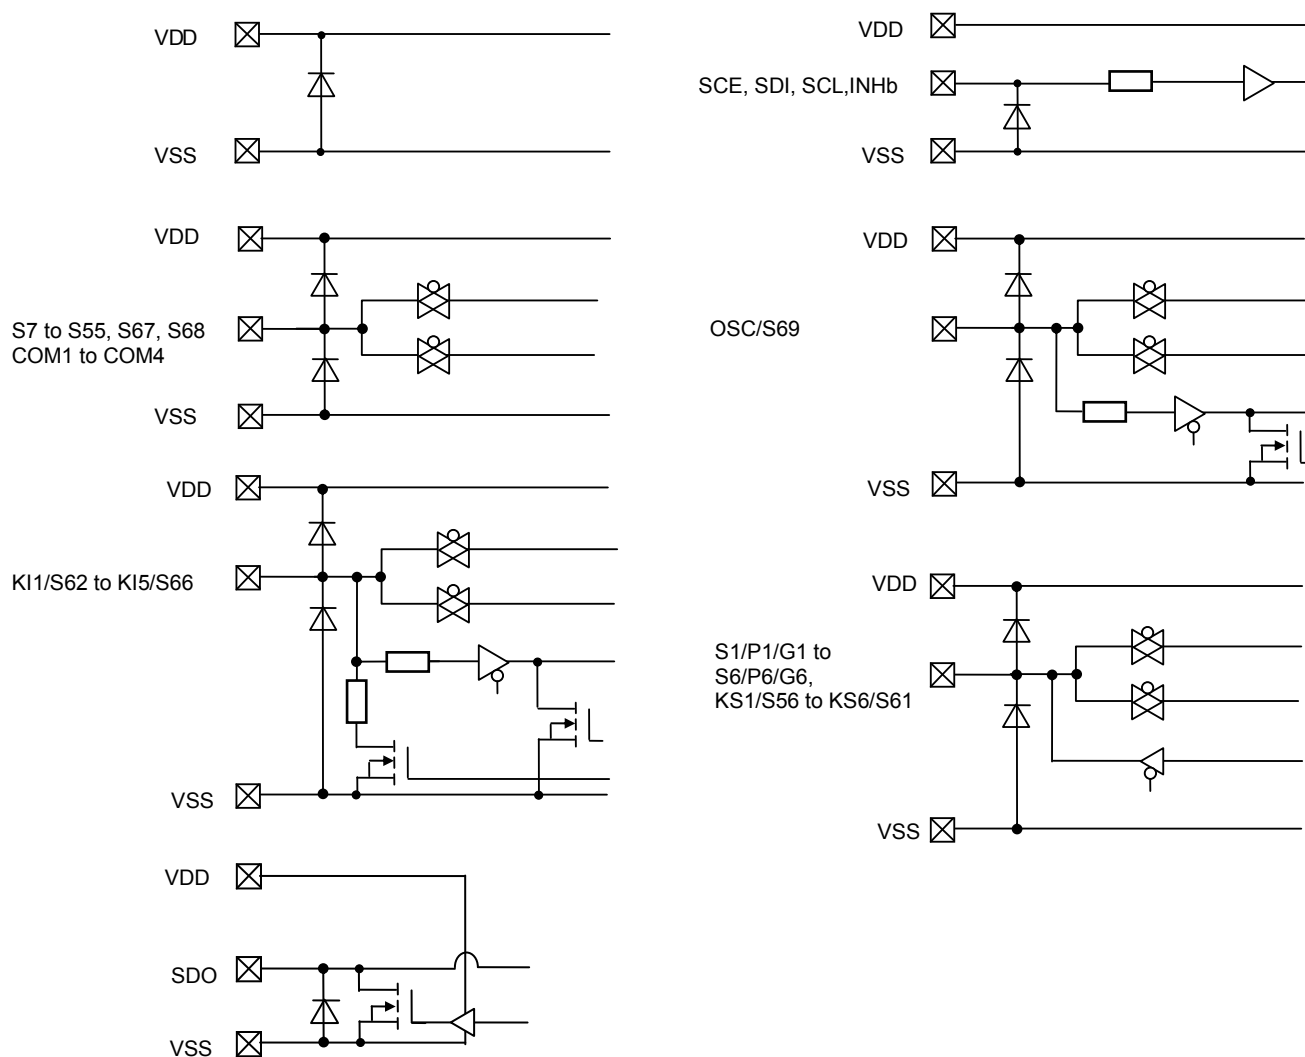 VDD
VSS
VDD
S7 to S55, S67, S68
COM1 to COM4
VSS
VDD
KI1/S62 to KI5/S66
VSS
VDD
SDO
VSS
VDD
SCE, SDI, SCL,INHb
VSS
VDD
OSC/S69
VSS
VDD
S1/P1/G1 to
S6/P6/G6,
KS1/S56 to KS6/S61
VSS